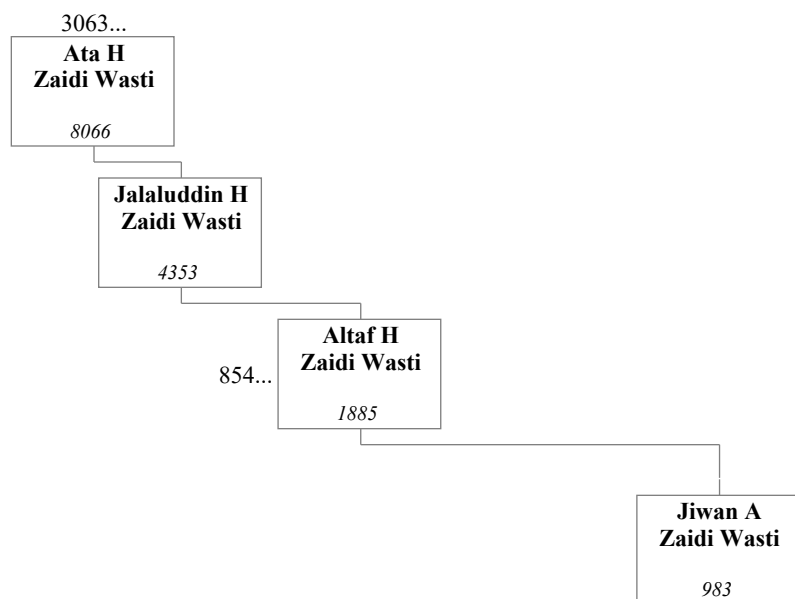 3063...
Ata H
Zaidi Wasti
8066
Jalaluddin H
Zaidi Wasti
4353
Altaf H
Zaidi Wasti
854...
1885
Jiwan A
Zaidi Wasti
983